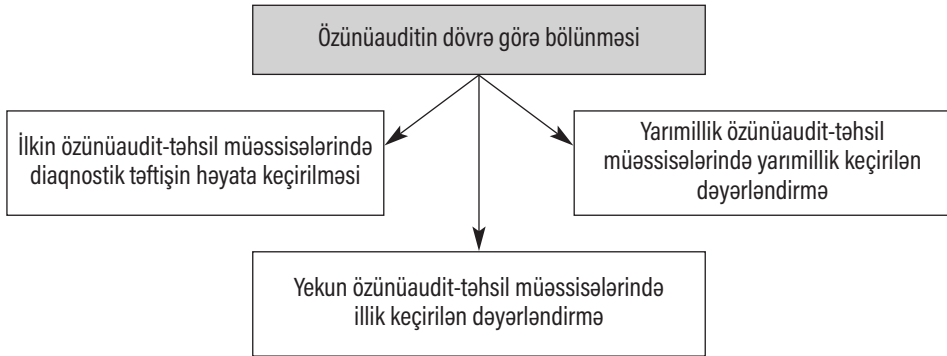 Özünüauditin dövrə görə bölünməsi
İlkin özünüaudit-təhsil müəssisələrində
diaqnostik təftişin həyata keçirilməsi
Yarımillik özünüaudit-təhsil
müəssisələrində yarımillik keçirilən
dəyərləndirmə
Yekun özünüaudit-təhsil müəssisələrində
illik keçirilən dəyərləndirmə